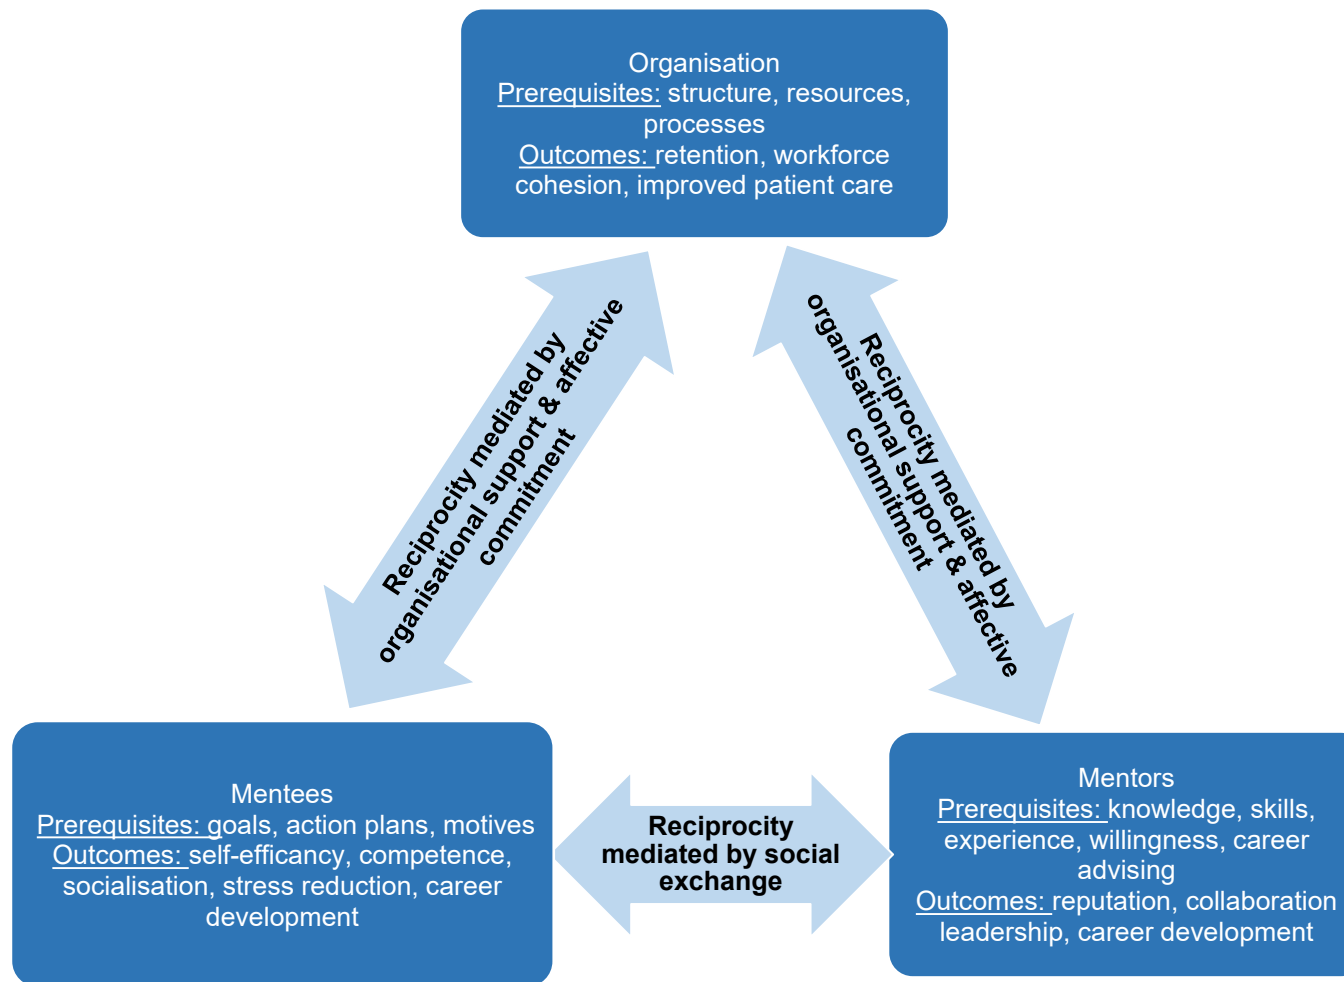 Organisation
Prerequisites: structure, resources,
processes
Outcomes: retention, workforce
cohesion, improved patient care
Reciprocity mediated by
organisational support & affective
commitment
Reciprocity mediated by
organisational support & affective
commitment
Mentees
Prerequisites: goals, action plans, motives
Outcomes: self-efficancy, competence,
socialisation, stress reduction, career
development
Reciprocity
mediated by social
exchange
Mentors
Prerequisites: knowledge, skills,
experience, willingness, career
advising
Outcomes: reputation, collaboration
leadership, career development